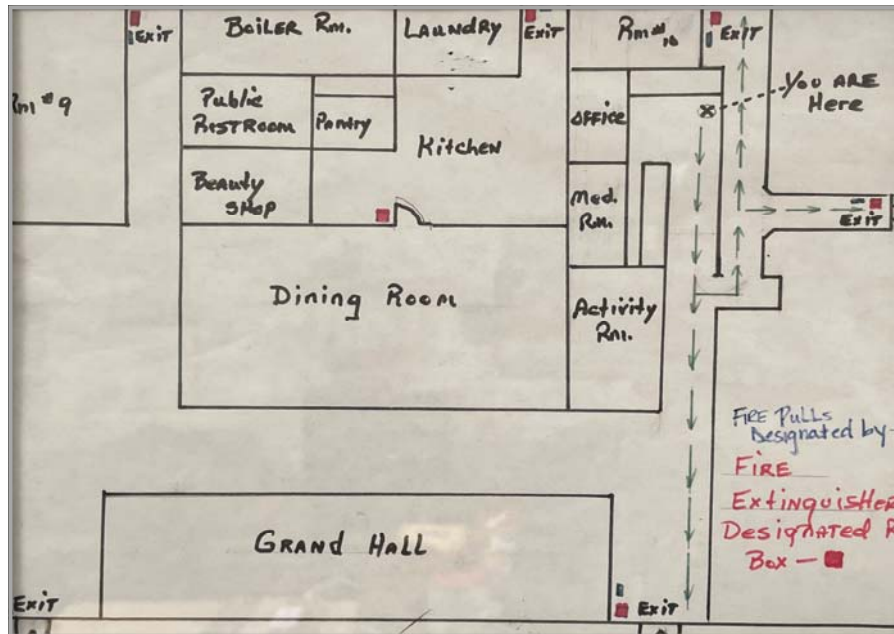 EXIT
BOILER RM.
LAUNDRY
EXIT
Rm# 16
EXIT
Rm #9
Public
RESTROOM
Pantry
Kitchen
OFFICE
YOU ARE
Here
Beauty
SHOP
Med.
Rm.
EXIT
Dining Room
Activity
Rm.
FIRE PULLS
Designated by-
FIRE
ExtinguisHER
DesigNATED R
Box -
GRAND HALL
EXIT
EXIT